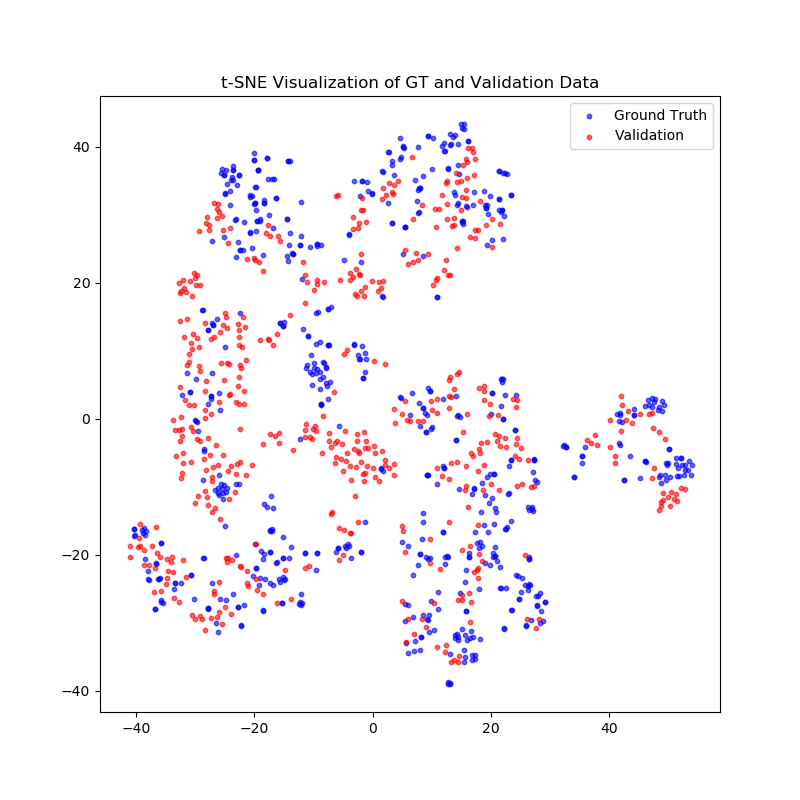 t-SNE Visualization of GT and Validation Data
Ground Truth
Validation
40
20
0
−20
−40
−40 −20 0 20 40